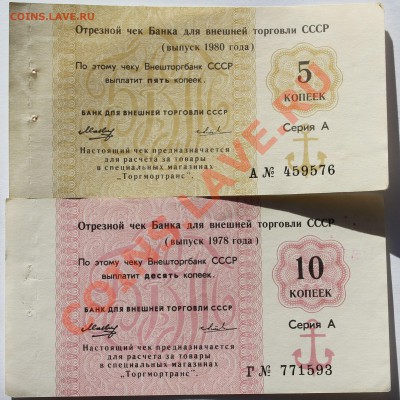 COINS.LAVE.RU
Отрезной чек Банка для внешней торговли СССР
(выпуск 1980 года)
По этому чеку Внешторгбанк СССР
выплатит пять копеек.
5
КОПЕЕК
БАНК ДЛЯ ВНЕШНЕЙ ТОРГОВЛИ СССР
Серия А
Настоящий чек предназначается
для расчета за товары
в специальных магазинах
„Торгмортранс".
А № 459576
COINS.LAVE.RU
Отрезной чек Банка для внешней торговли СССР
(выпуск 1978 года)
По этому чеку Внешторгбанк СССР
выплатит десять копеек.
10
КОПЕЕК
БАНК ДЛЯ ВНЕШНЕЙ ТОРГОВЛИ СССР
Серия А
Настоящий чек предназначается
для расчета за товары
в специальных магазинах
„Торгмортранс".
Г № 771593